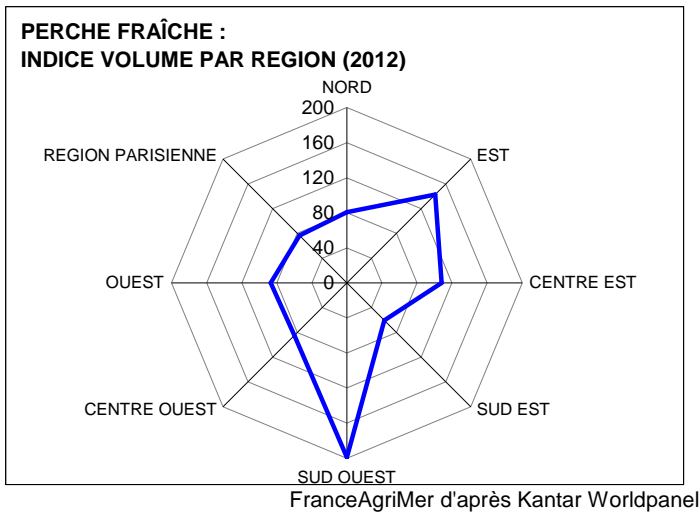 PERCHE FRAÎCHE :
INDICE VOLUME PAR REGION (2012)
NORD
200
REGION PARISIENNE
EST
160
120
80
40
OUEST
0
CENTRE EST
CENTRE OUEST
SUD EST
SUD OUEST
FranceAgriMer d'après Kantar Worldpanel